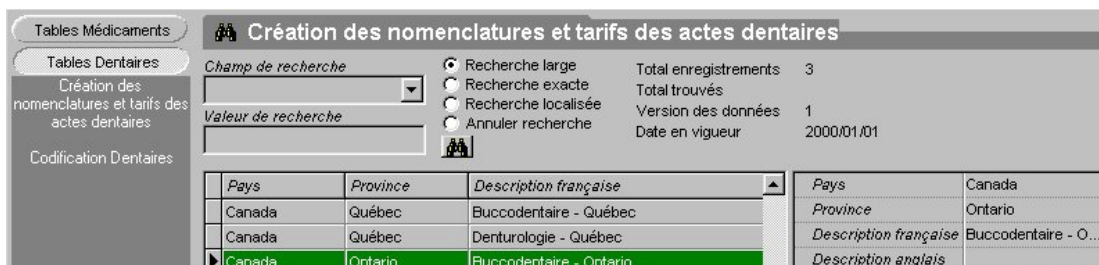 Tables Médicaments
Tables Dentaires
Création des
nomenclatures et tarifs des
actes dentaires
Codification Dentaires
Création des nomenclatures et tarifs des actes dentaires
Champ de recherche
Valeur de recherche
Recherche large
Recherche exacte
Recherche localisée
Annuler recherche
Total enregistrements 3
Total trouvés
Version des données 1
Date en vigueur 2000/01/01
Pays Province Description française
Canada Québec Buccodentaire - Québec
Canada Québec Denturologie - Québec
Canada Ontario Buccodentaire - Ontario
Pays Canada
Province Ontario
Description française Buccodentaire - O...
Description anglais